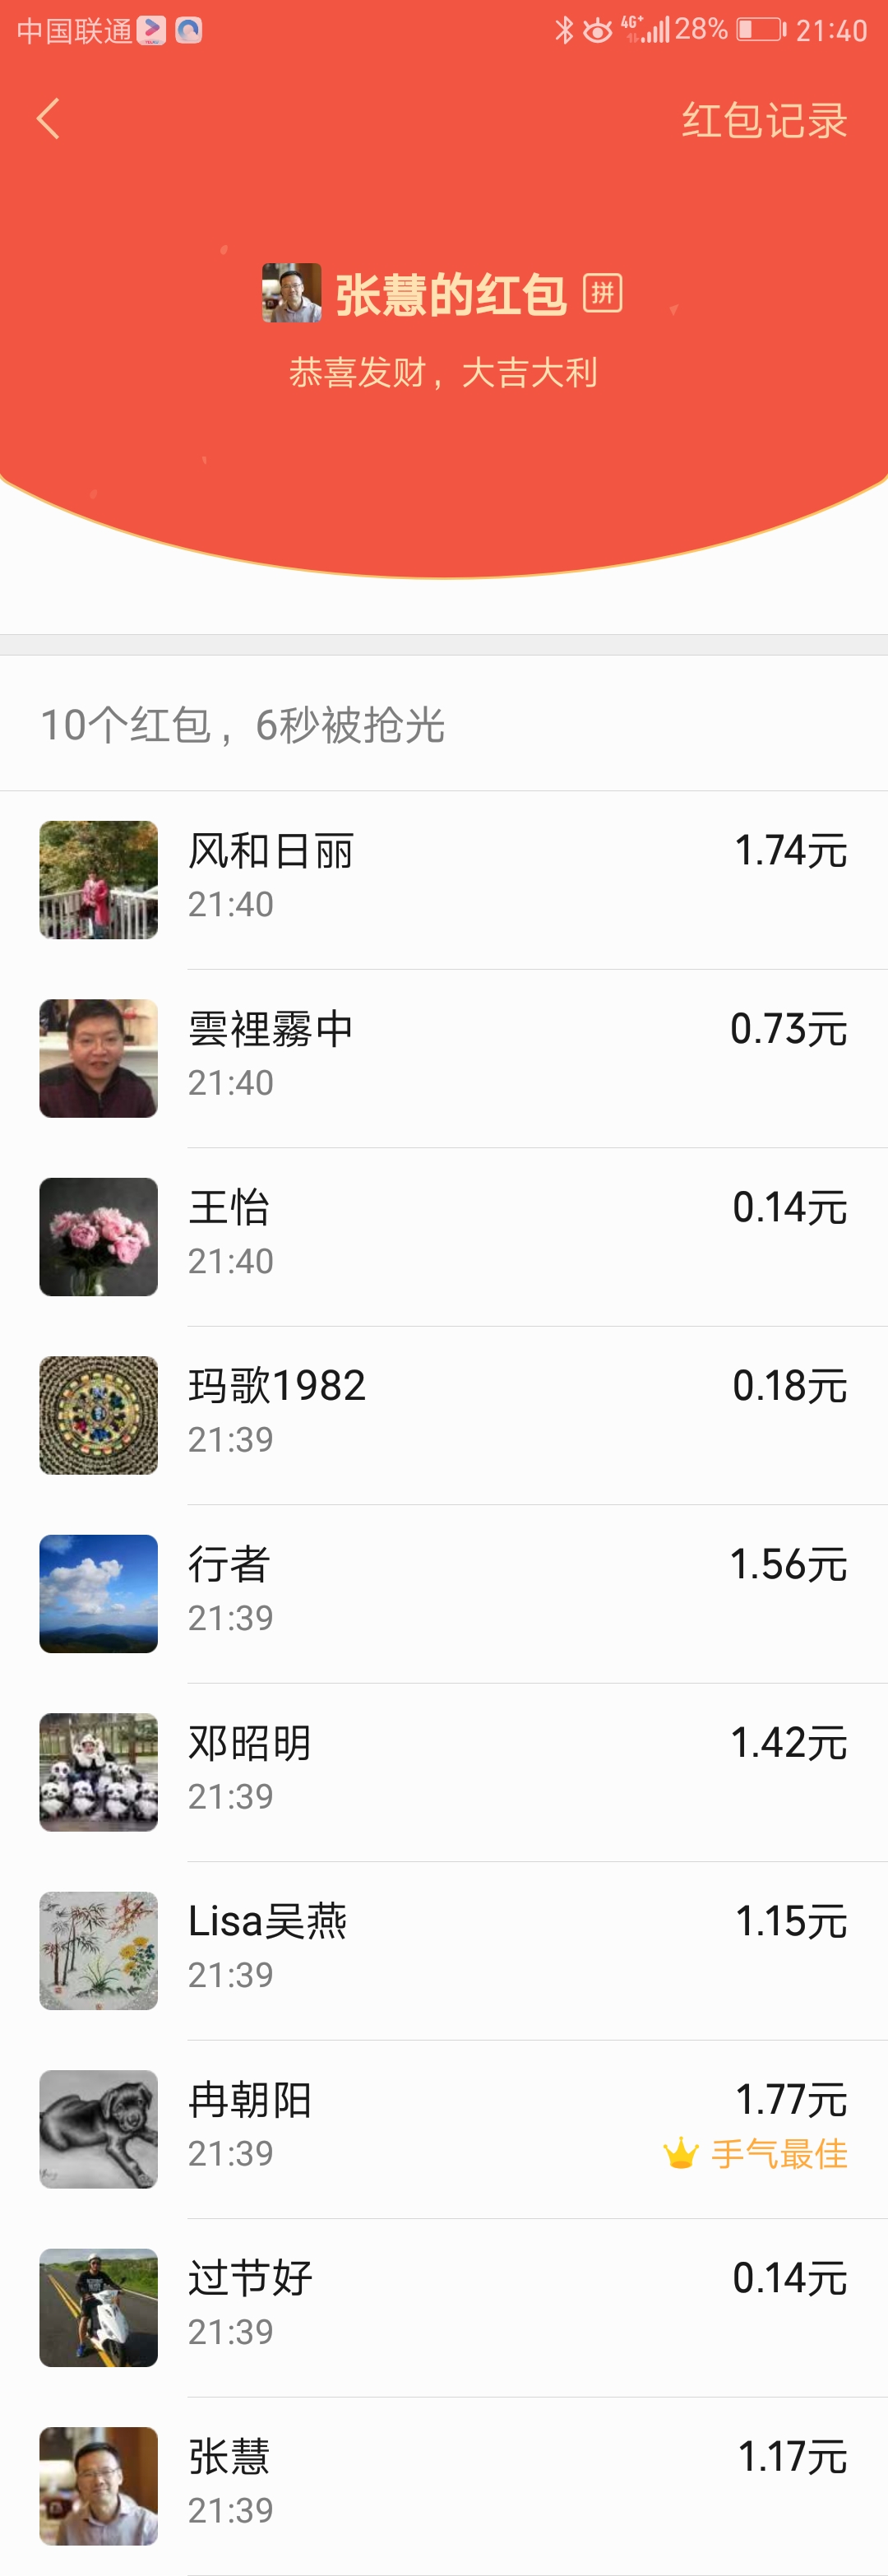 中国联通 4G+ 28% 21:40
红包记录
张慧的红包 拼
恭喜发财，大吉大利
10个红包，6秒被抢光
风和日丽 1.74元
21:40
雲裡霧中 0.73元
21:40
王怡 0.14元
21:40
玛歌1982 0.18元
21:39
行者 1.56元
21:39
邓昭明 1.42元
21:39
Lisa吴燕 1.15元
21:39
冉朝阳 1.77元
21:39 手气最佳
过节好 0.14元
21:39
张慧 1.17元
21:39